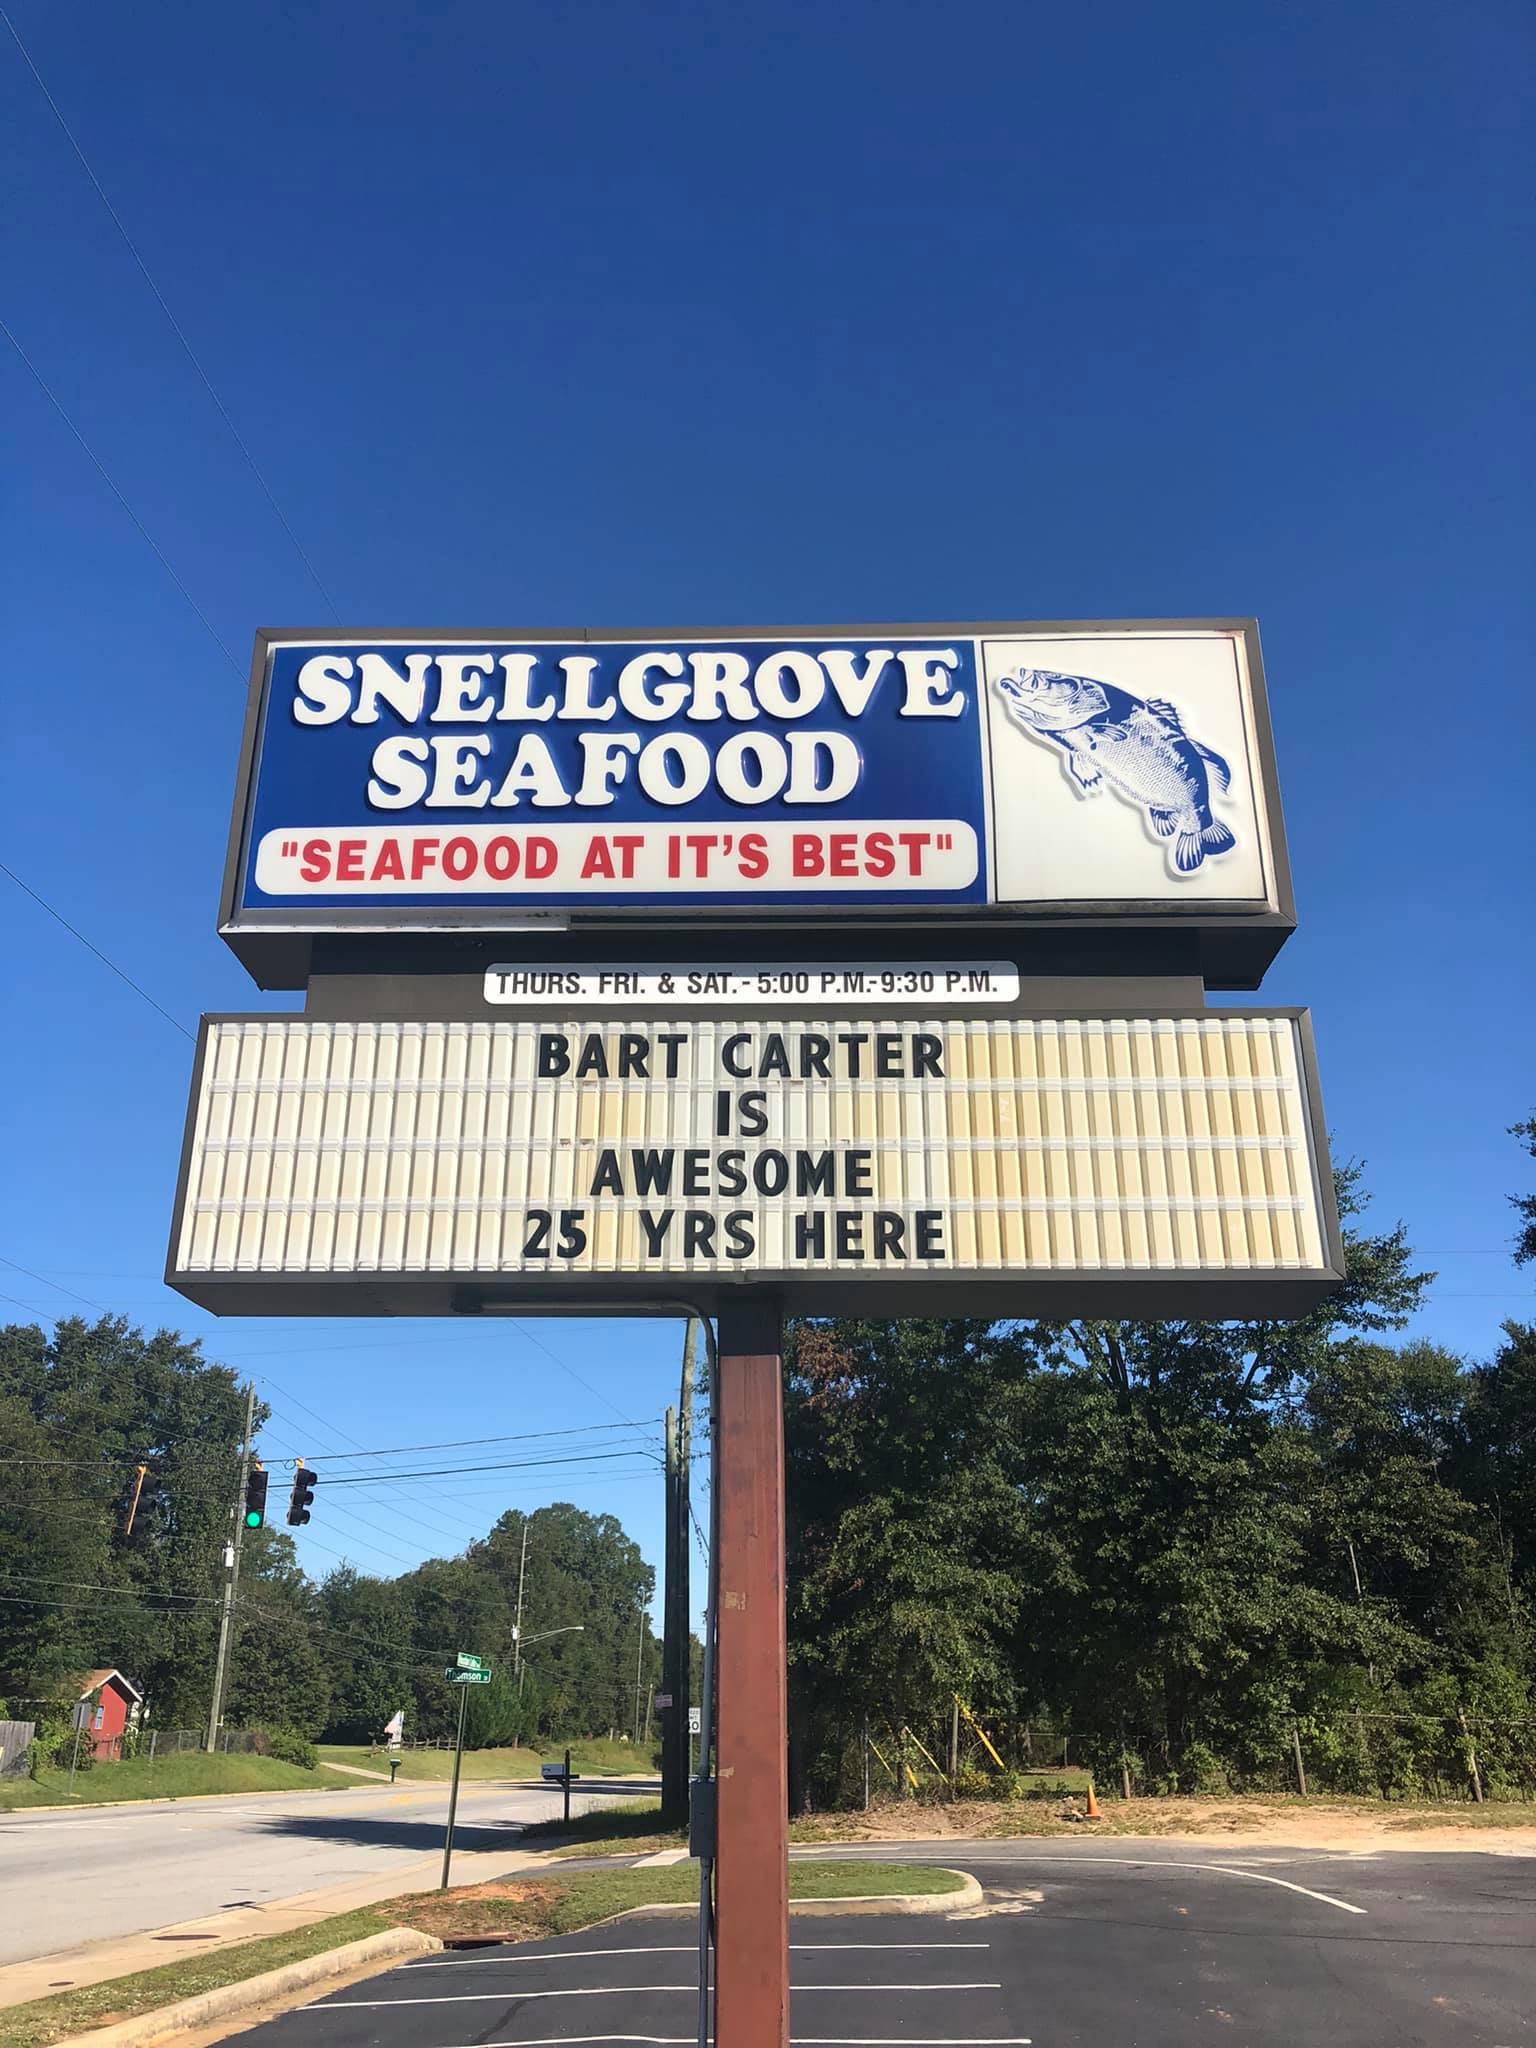 SNELLGROVE
SEAFOOD
"SEAFOOD AT IT'S BEST"
THURS. FRI. & SAT.- 5:00 P.M.-9:30 P.M.
BART CARTER
IS
AWESOME
25 YRS HERE
Thomson